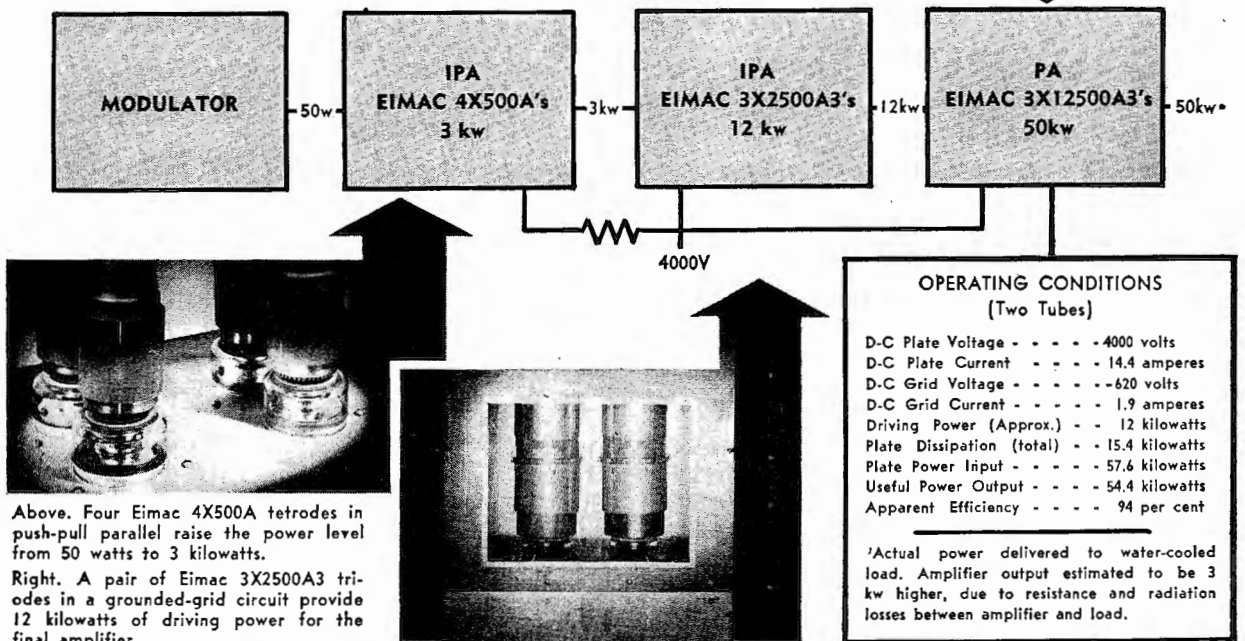 MODULATOR
50w
IPA
EIMAC 4X500A's
3 kw
3kw
IPA
EIMAC 3X2500A3's
12 kw
12kw
PA
EIMAC 3X12500A3's
50kw
50kw
4000V
Above. Four Eimac 4X500A tetrodes in
push-pull parallel raise the power level
from 50 watts to 3 kilowatts.
Right. A pair of Eimac 3X2500A3 tri-
odes in a grounded-grid circuit provide
12 kilowatts of driving power for the
final amplifier.
OPERATING CONDITIONS
(Two Tubes)
D-C Plate Voltage - - - - - 4000 volts
D-C Plate Current - - - - 14.4 amperes
D-C Grid Voltage - - - - - -620 volts
D-C Grid Current - - - - - 1.9 amperes
Driving Power (Approx.) - - 12 kilowatts
Plate Dissipation (total) - - 15.4 kilowatts
Plate Power Input - - - - - 57.6 kilowatts
Useful Power Output - - - - 54.4 kilowatts
Apparent Efficiency - - - - 94 per cent
'Actual power delivered to water-cooled
load. Amplifier output estimated to be 3
kw higher, due to resistance and radiation
losses between amplifier and load.